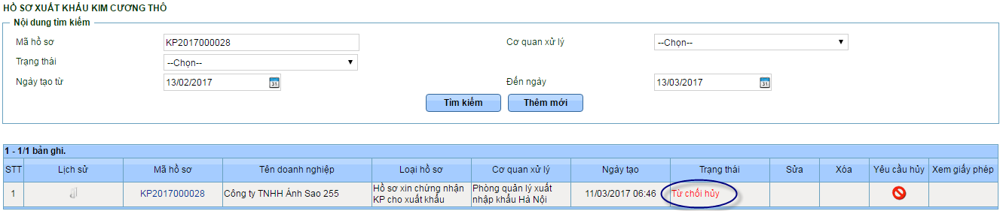 HỒ SƠ XUẤT KHẨU KIM CƯƠNG THÔ
Nội dung tìm kiếm
Mã hồ sơ KP2017000028 Cơ quan xử lý --Chọn--
Trạng thái --Chọn--
Ngày tạo từ 13/02/2017 31 Đến ngày 13/03/2017 31
Tìm kiếm Thêm mới
1 - 1/1 bản ghi.
STT Lịch sử Mã hồ sơ Tên doanh nghiệp Loại hồ sơ Cơ quan xử lý Ngày tạo Trạng thái Sửa Xóa Yêu cầu hủy Xem giấy phép
1 KP2017000028 Công ty TNHH Ánh Sao 255 Hồ sơ xin chứng nhận Phòng quản lý xuất 11/03/2017 06:46 Từ chối hủy
KP cho xuất khẩu nhập khẩu Hà Nội